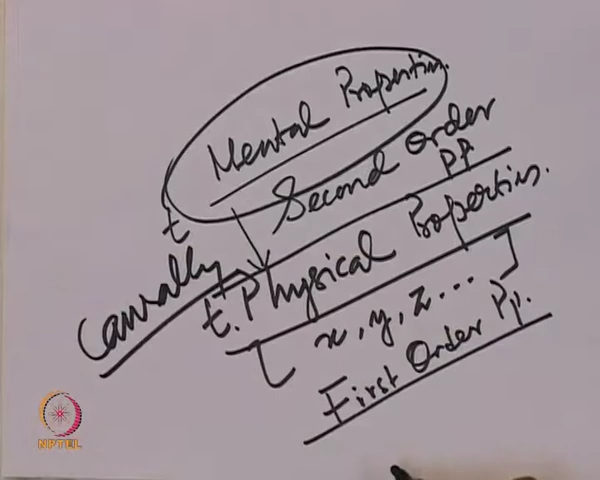 Mental Properties.
Second Order
PP
t
Causally
t. Physical Properties.
[ x, y, z ... ]
First Order Pp.
NPTEL